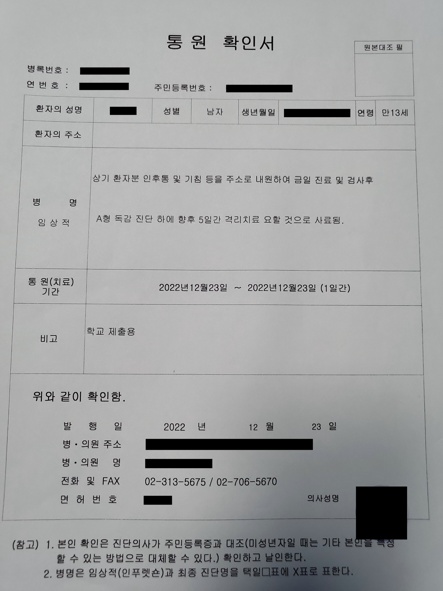 통 원 확인서
원본대조 필
병록번호 :
연 번호 :
주민등록번호 :
환자의 성명 성별 남자 생년월일 연령 만13세
환자의 주소
병 명
임상적
상기 환자분 인후통 및 기침 등을 주소로 내원하여 금일 진료 및 검사후
A형 독감 진단 하에 향후 5일간 격리치료 요할 것으로 사료됨.
통 원(치료)
기간
2022년12월23일 ~ 2022년12월23일 (1일간)
비고
학교 제출용
위와 같이 확인함.
발 행 일 2022 년 12 월 23 일
병·의원 주소
병·의원 명
전화 및 FAX 02-313-5675 / 02-706-5670
면 허 번 호 의사성명
(참고) 1. 본인 확인은 진단의사가 주민등록증과 대조(미성년자일 때는 기타 본인을 특정
할 수 있는 방법으로 대체할 수 있다.) 확인하고 날인한다.
2. 병명은 임상적(인푸렛숀)과 최종 진단명을 택일□표에 X표로 표한다.